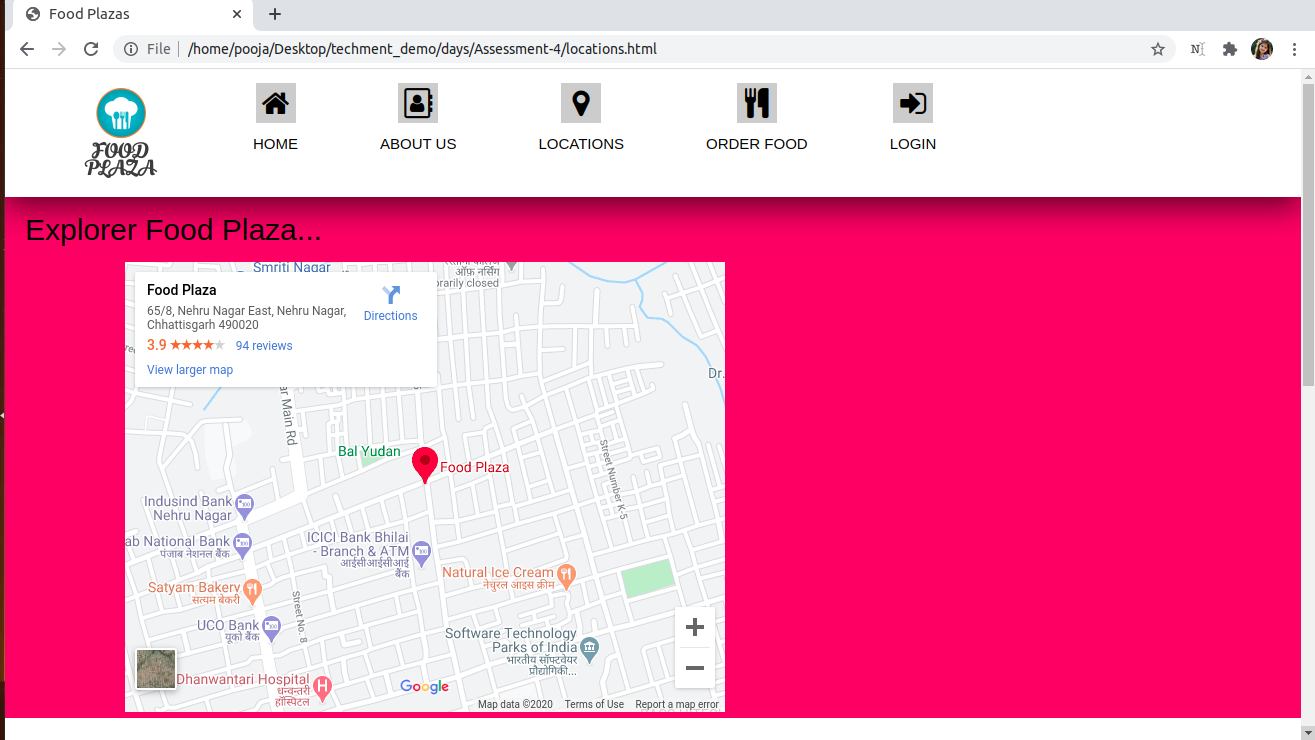 Food Plazas
File
/home/pooja/Desktop/techment_demo/days/Assessment-4/locations.html
FOOD
PLAZA
HOME
ABOUT US
LOCATIONS
ORDER FOOD
LOGIN
Explorer Food Plaza...
Smriti Nagar
ऑफ़ नर्सिंग
orarily closed
Food Plaza
65/8, Nehru Nagar East, Nehru Nagar,
Chhattisgarh 490020
Directions
3.9
94 reviews
View larger map
Dr.
ar Main Rd
Bal Yudan
Food Plaza
Street Number K-5
Indusind Bank
Nehru Nagar
ab National Bank
पंजाब नेशनल बैंक
ICICI Bank Bhilai
- Branch & ATM
आईसीआईसीआई
बैंक
Natural Ice Cream
नेचुरल आइस क्रीम
Satyam Bakery
सत्यम बेकरी
Street No. 8
UCO Bank
यूको बैंक
Software Technology
Parks of India
भारतीय सॉफ्टवेयर
प्रौद्योगिकी...
Dhanwantari Hospital
धन्वन्तरी
हॉस्पिटल
Google
Map data ©2020
Terms of Use
Report a map error